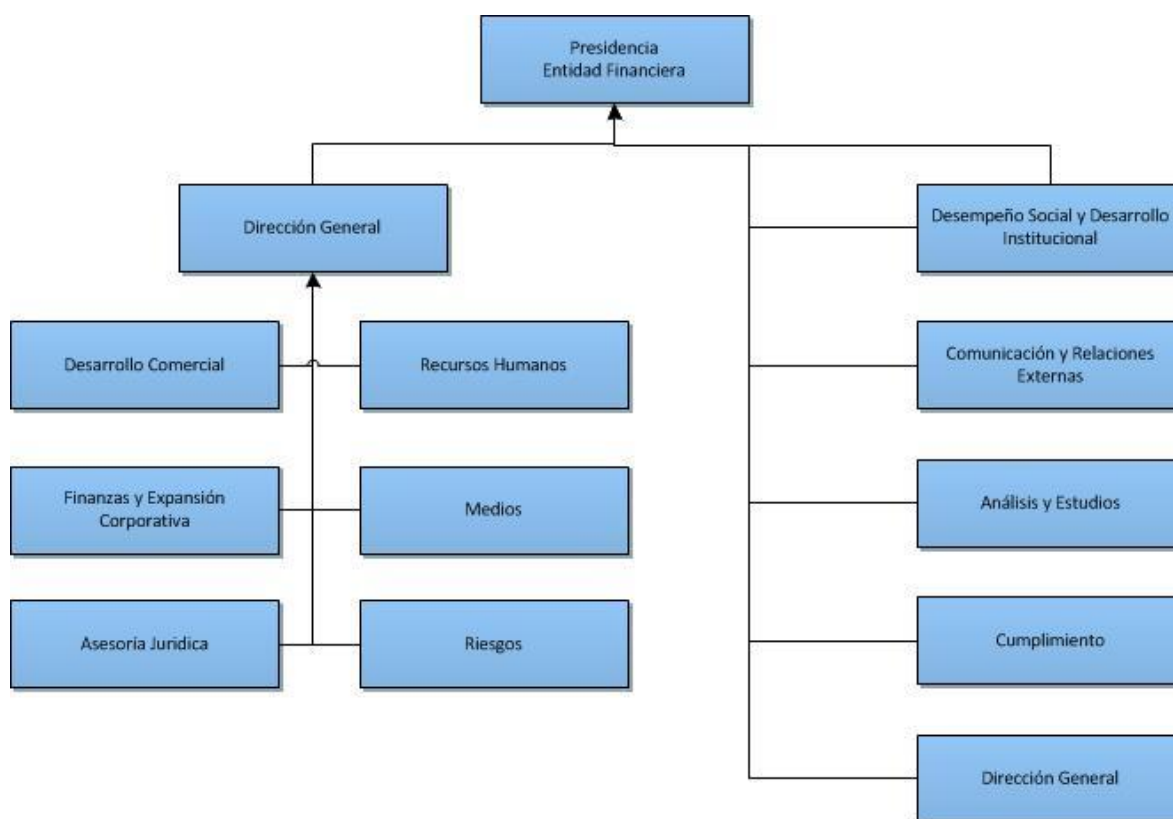 Presidencia
Entidad Financiera
Dirección General
Desempeño Social y Desarrollo
Institucional
Desarrollo Comercial
Recursos Humanos
Comunicación y Relaciones
Externas
Finanzas y Expansión
Corporativa
Medios
Análisis y Estudios
Asesoría Juridica
Riesgos
Cumplimiento
Dirección General